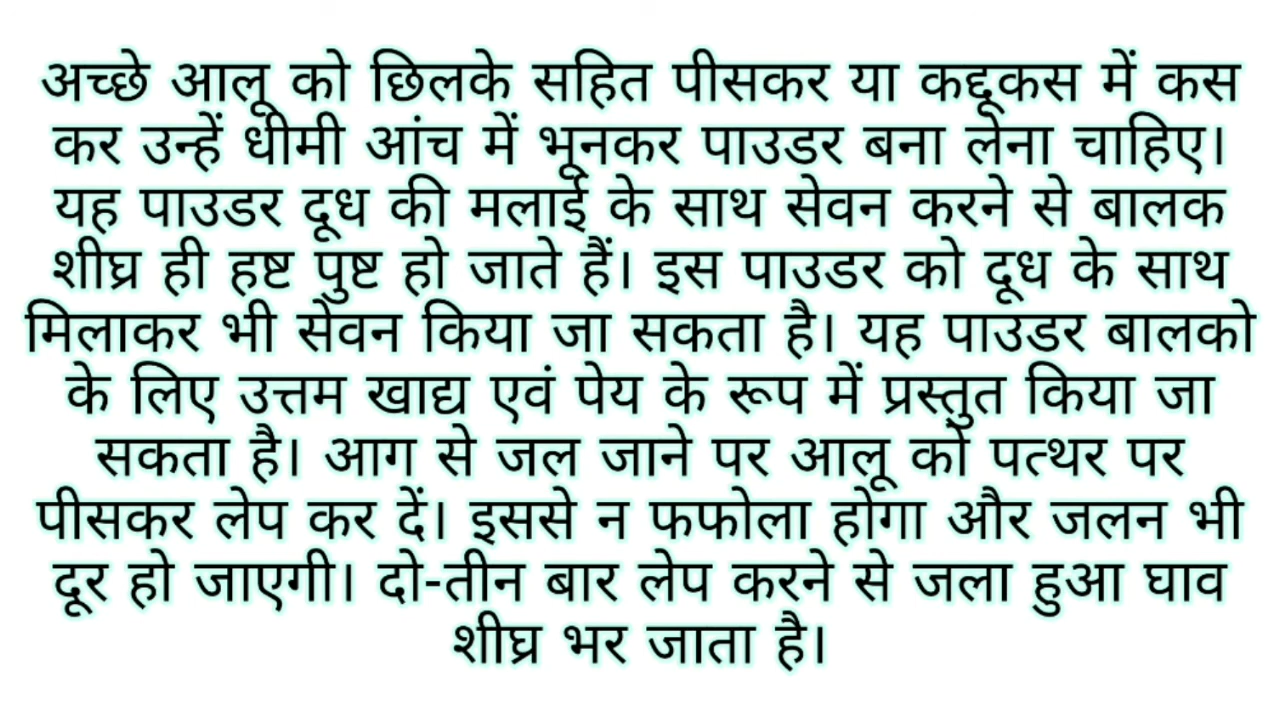 अच्छे आलू को छिलके सहित पीसकर या कद्दूकस में कस
कर उन्हें धीमी आंच में भूनकर पाउडर बना लेना चाहिए।
यह पाउडर दूध की मलाई के साथ सेवन करने से बालक
शीघ्र ही हष्ट पुष्ट हो जाते हैं। इस पाउडर को दूध के साथ
मिलाकर भी सेवन किया जा सकता है। यह पाउडर बालको
के लिए उत्तम खाद्य एवं पेय के रूप में प्रस्तुत किया जा
सकता है। आग से जल जाने पर आलू को पत्थर पर
पीसकर लेप कर दें। इससे न फफोला होगा और जलन भी
दूर हो जाएगी। दो-तीन बार लेप करने से जला हुआ घाव
शीघ्र भर जाता है।